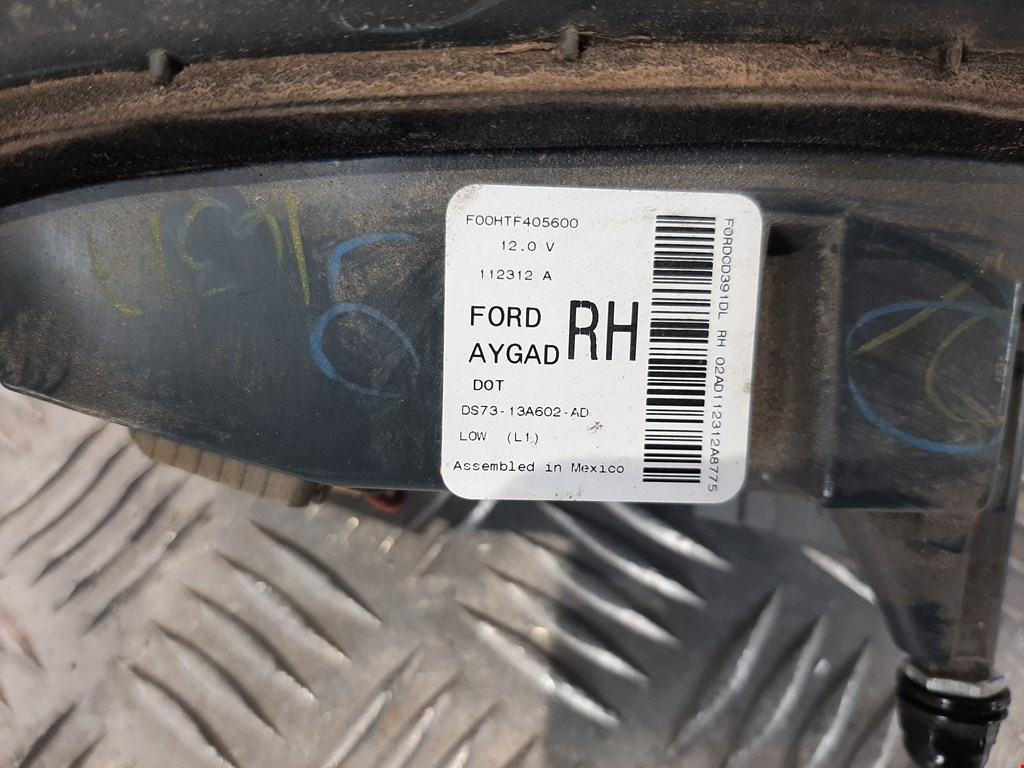 F00HTF405600
12.0 V
112312 A
FORD
AYGAD
RH
DOT
DS73-13A602-AD
LOW (L1)
Assembled in Mexico
FORDCD391DL RH 02AD112312A8775